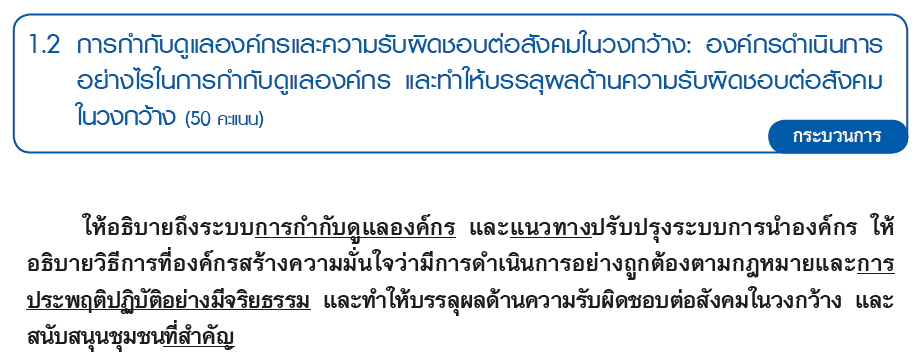 1.2 การกำกับดูแลองค์กรและความรับผิดชอบต่อสังคมในวงกว้าง: องค์กรดำเนินการ
อย่างไรในการกำกับดูแลองค์กร และทำให้บรรลุผลด้านความรับผิดชอบต่อสังคม
ในวงกว้าง (50 คะแนน)
กระบวนการ
ให้อธิบายถึงระบบการกำกับดูแลองค์กร และแนวทางปรับปรุงระบบการนำองค์กร ให้
อธิบายวิธีการที่องค์กรสร้างความมั่นใจว่ามีการดำเนินการอย่างถูกต้องตามกฎหมายและการ
ประพฤติปฏิบัติอย่างมีจริยธรรม และทำให้บรรลุผลด้านความรับผิดชอบต่อสังคมในวงกว้าง และ
สนับสนุนชุมชนที่สำคัญ